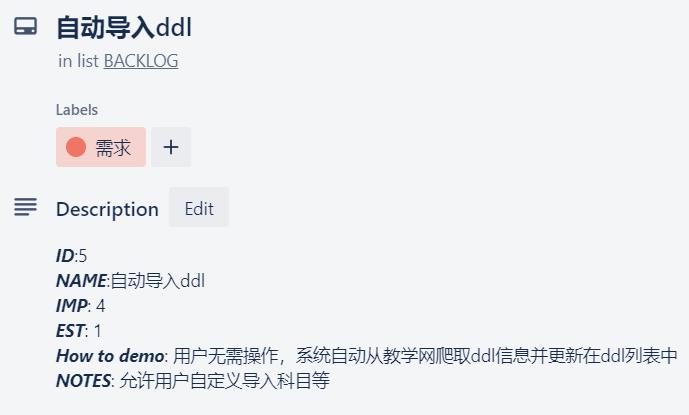 自动导入ddl
in list BACKLOG
Labels
需求 +
Description Edit
ID:5
NAME:自动导入ddl
IMP: 4
EST: 1
How to demo: 用户无需操作，系统自动从教学网爬取ddl信息并更新在ddl列表中
NOTES: 允许用户自定义导入科目等